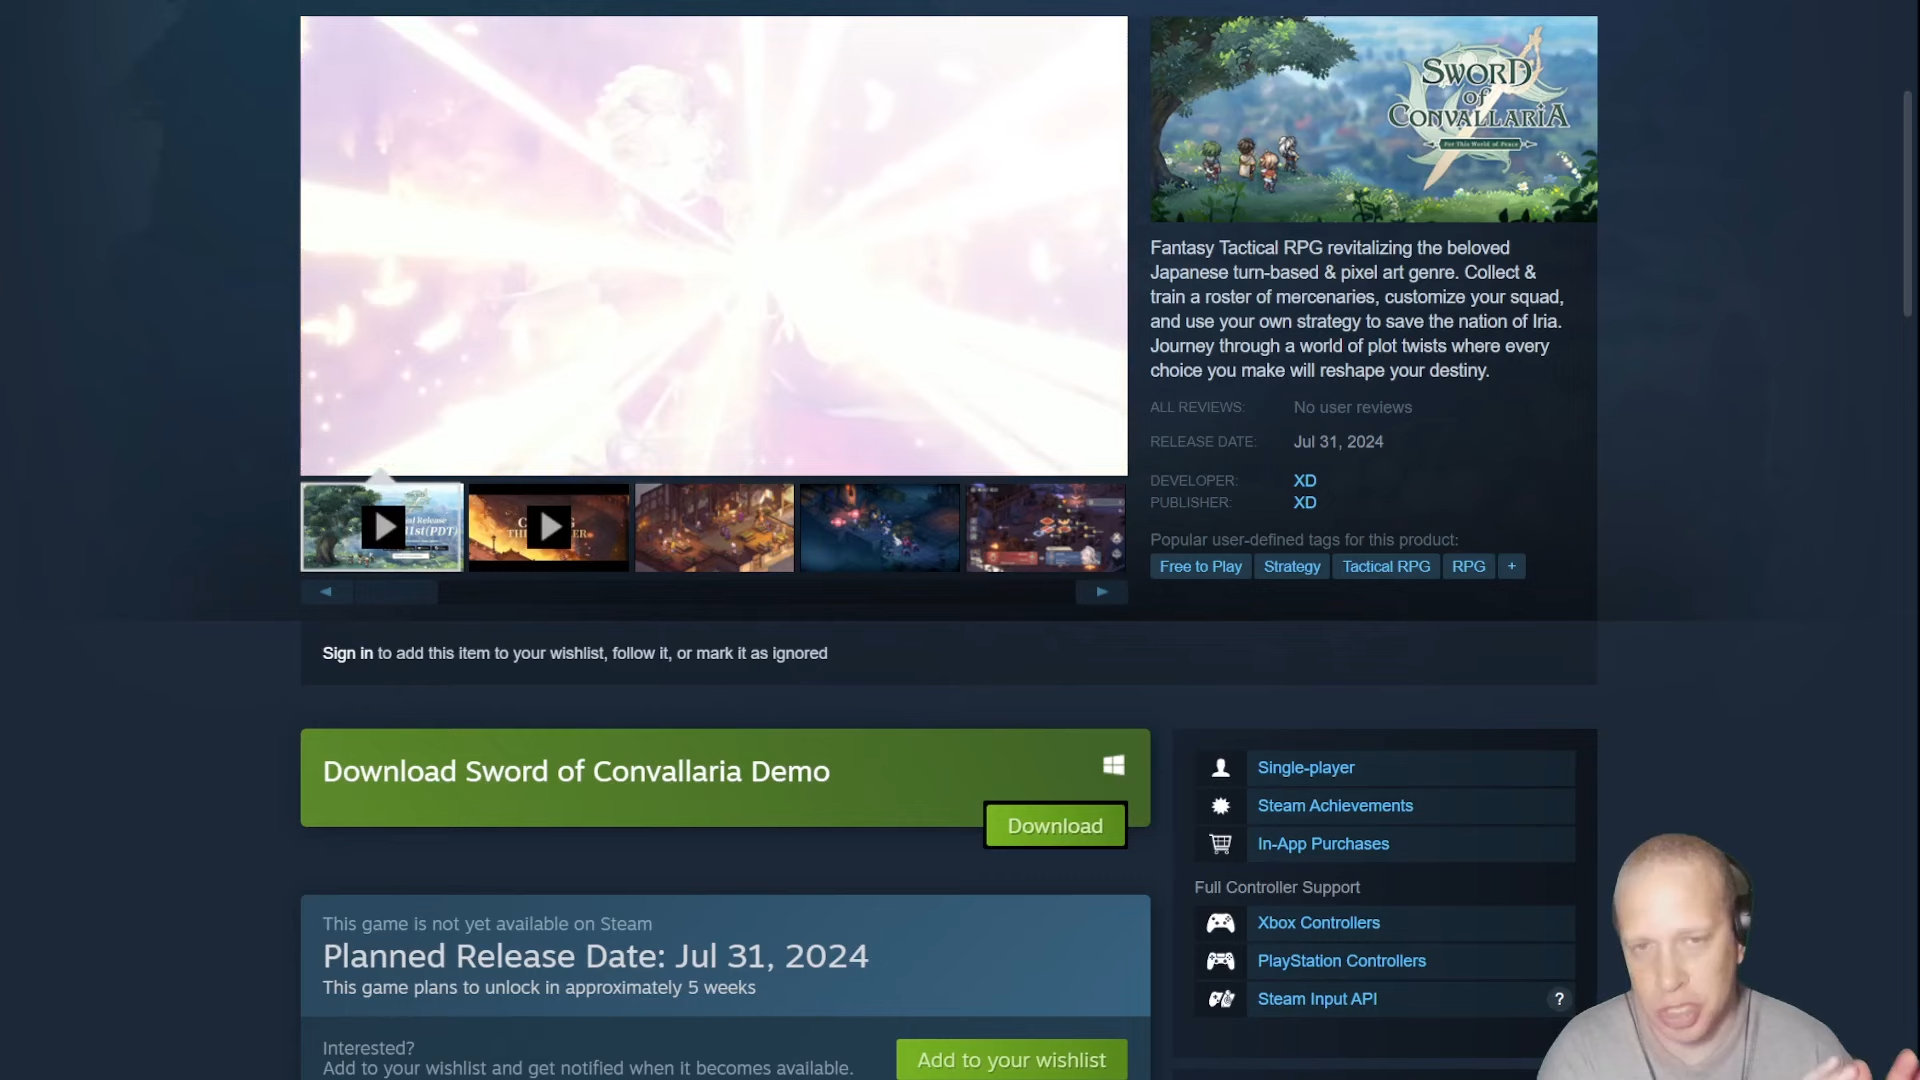 SWORD
of
CONVALLARIA
For This World of Peace
Fantasy Tactical RPG revitalizing the beloved
Japanese turn-based & pixel art genre. Collect &
train a roster of mercenaries, customize your squad,
and use your own strategy to save the nation of Iria.
Journey through a world of plot twists where every
choice you make will reshape your destiny.
ALL REVIEWS: No user reviews
RELEASE DATE: Jul 31, 2024
DEVELOPER: XD
PUBLISHER: XD
Popular user-defined tags for this product:
Free to Play Strategy Tactical RPG RPG +
Sign in to add this item to your wishlist, follow it, or mark it as ignored
Download Sword of Convallaria Demo
Download
This game is not yet available on Steam
Planned Release Date: Jul 31, 2024
This game plans to unlock in approximately 5 weeks
Interested?
Add to your wishlist and get notified when it becomes available.
Add to your wishlist
Single-player
Steam Achievements
In-App Purchases
Full Controller Support
Xbox Controllers
PlayStation Controllers
Steam Input API ?